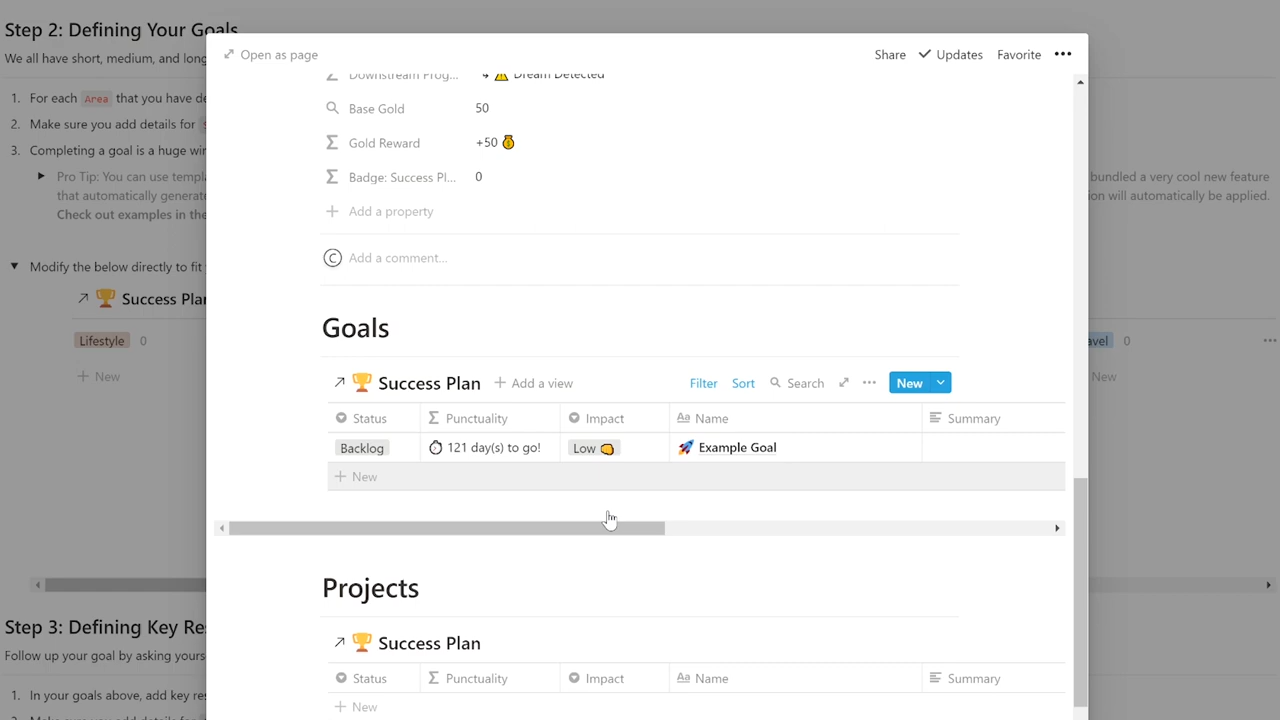 Step 2: Defining Your Goals
We all have short, medium, and long
1. For each Area that you have de
2. Make sure you add details for
3. Completing a goal is a huge wir
Pro Tip: You can use templ
that automatically generate
Check out examples in the
bundled a very cool new feature
ion will automatically be applied.
Modify the below directly to fit
Success Plan
Lifestyle 0
+ New
avel 0
New
Open as page
Share Updates Favorite •••
Downstream Prog... ↳ Dream Detected
Base Gold 50
Gold Reward +50
Badge: Success Pl... 0
+ Add a property
C Add a comment...
Goals
Success Plan + Add a view Filter Sort Search ••• New
Status Punctuality Impact Aa Name Summary
Backlog 121 day(s) to go! Low Example Goal
+ New
Projects
Success Plan
Status Punctuality Impact Aa Name Summary
+ New
Step 3: Defining Key Re
Follow up your goal by asking yours
1. In your goals above, add key res